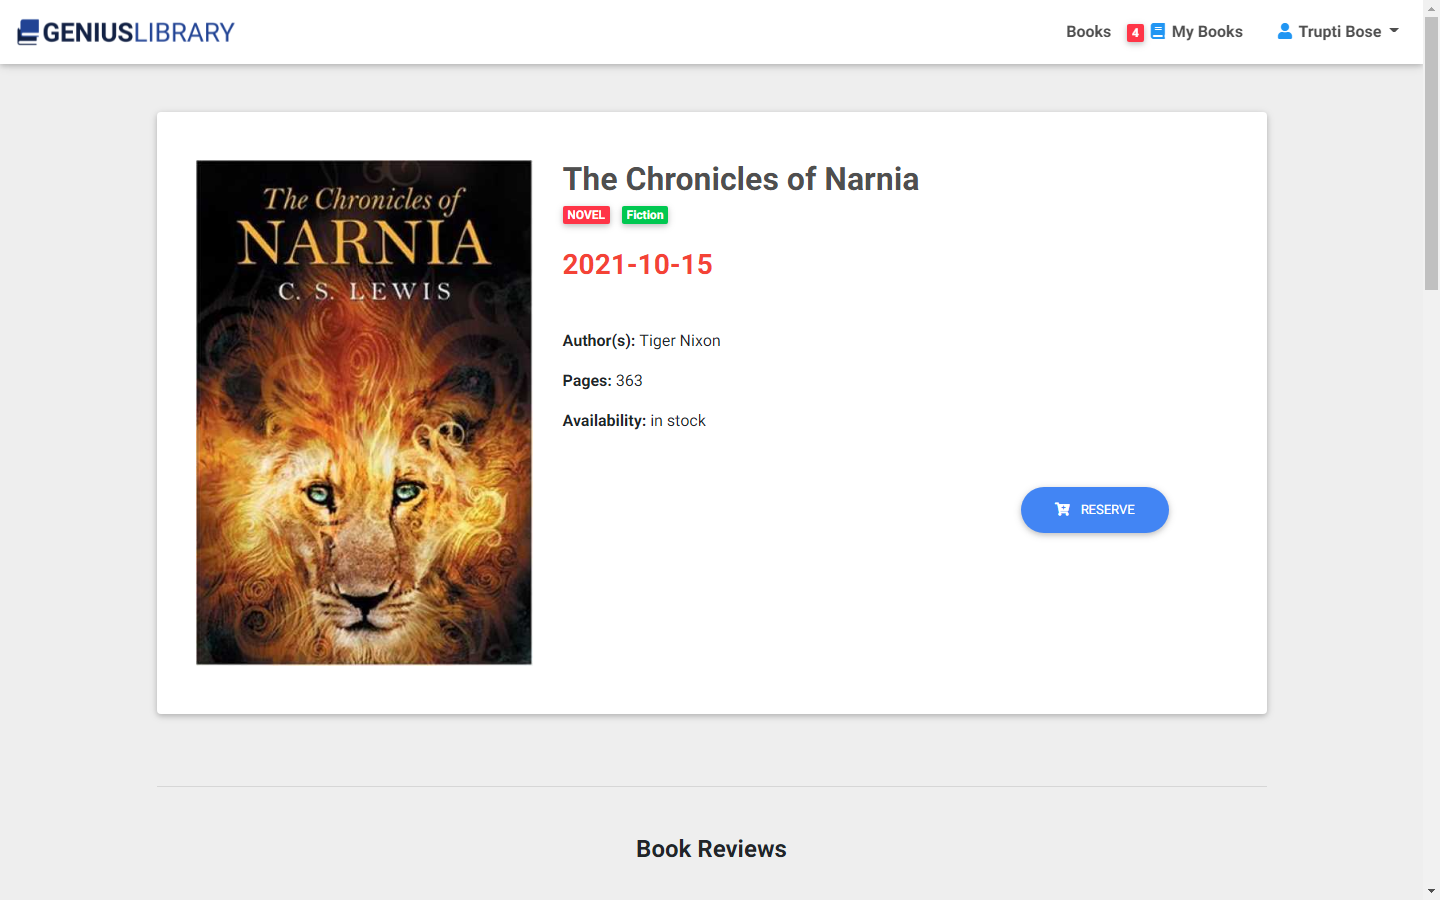 GENIUSLIBRARY
Books
4 My Books
Trupti Bose
The Chronicles of
NARNIA
C. S. LEWIS
The Chronicles of Narnia
NOVEL Fiction
2021-10-15
Author(s): Tiger Nixon
Pages: 363
Availability: in stock
RESERVE
Book Reviews